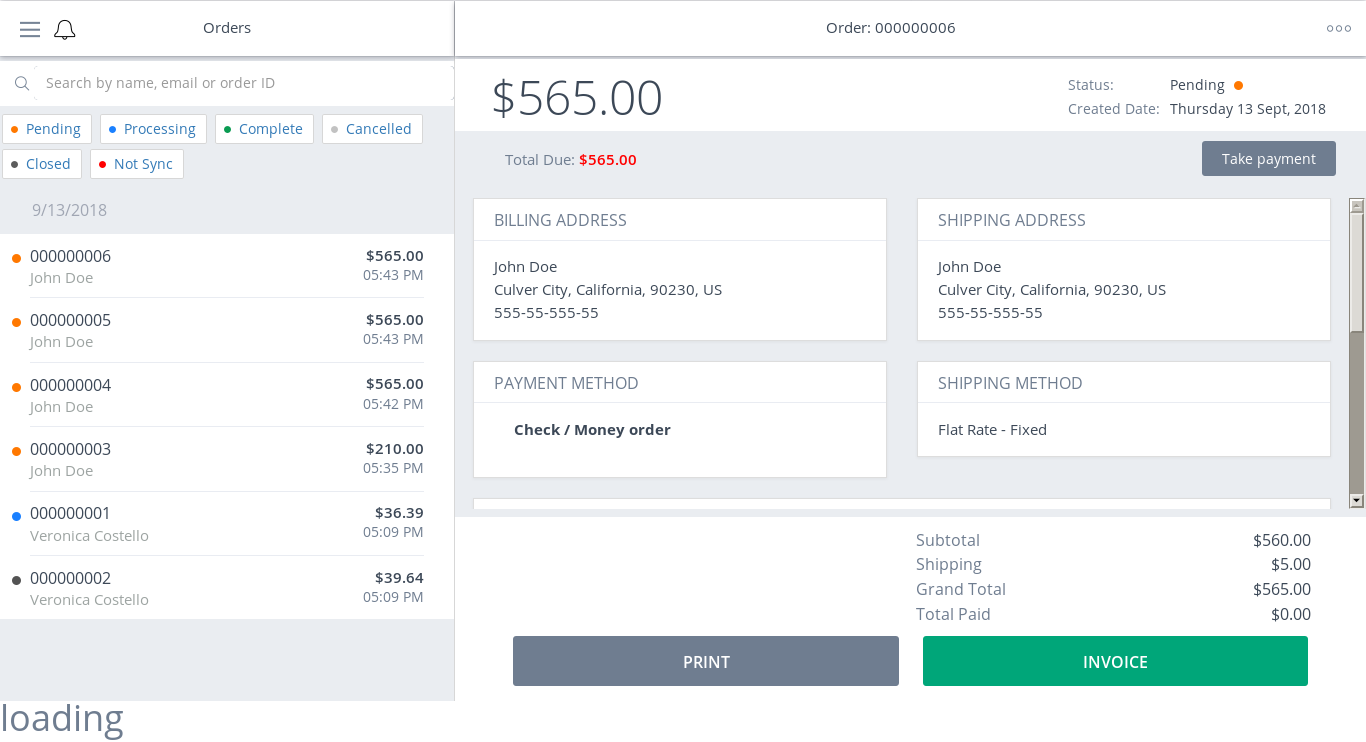 Orders
Order: 000000006
Search by name, email or order ID
Pending Processing Complete Cancelled
Closed Not Sync
9/13/2018
000000006 $565.00
John Doe 05:43 PM
000000005 $565.00
John Doe 05:43 PM
000000004 $565.00
John Doe 05:42 PM
000000003 $210.00
John Doe 05:35 PM
000000001 $36.39
Veronica Costello 05:09 PM
000000002 $39.64
Veronica Costello 05:09 PM
$565.00
Status: Pending
Created Date: Thursday 13 Sept, 2018
Total Due: $565.00
Take payment
BILLING ADDRESS
John Doe
Culver City, California, 90230, US
555-55-555-55
SHIPPING ADDRESS
John Doe
Culver City, California, 90230, US
555-55-555-55
PAYMENT METHOD
Check / Money order
SHIPPING METHOD
Flat Rate - Fixed
Subtotal $560.00
Shipping $5.00
Grand Total $565.00
Total Paid $0.00
PRINT
INVOICE
loading